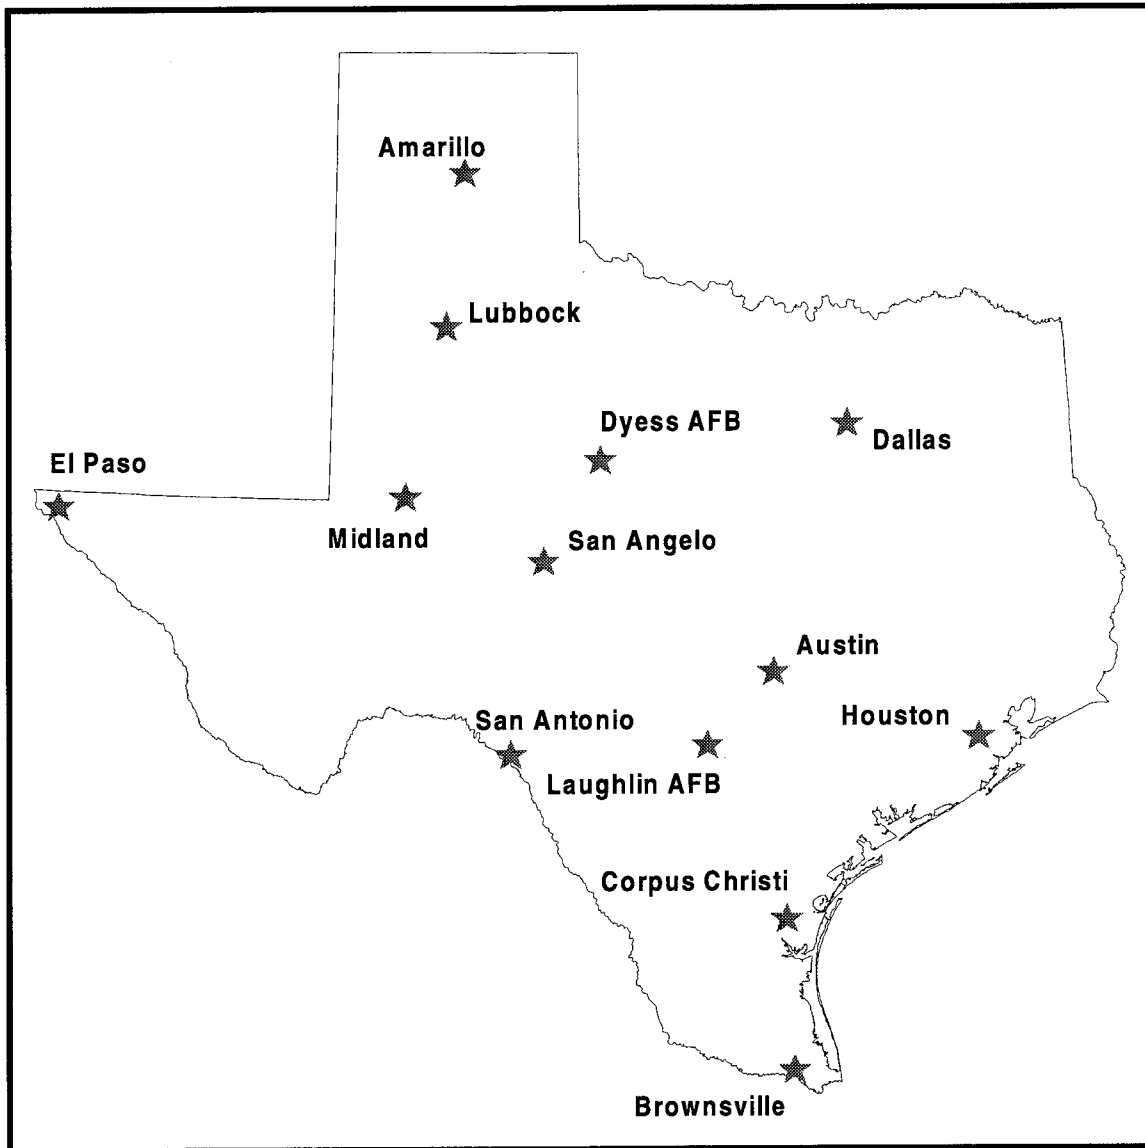 Amarillo
Lubbock
Dyess AFB
Dallas
El Paso
Midland
San Angelo
Austin
San Antonio
Houston
Laughlin AFB
Corpus Christi
Brownsville